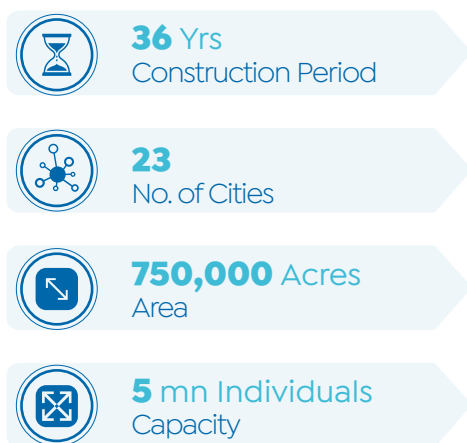 36 Yrs
Construction Period
23
No. of Cities
750,000 Acres
Area
5 mn Individuals
Capacity